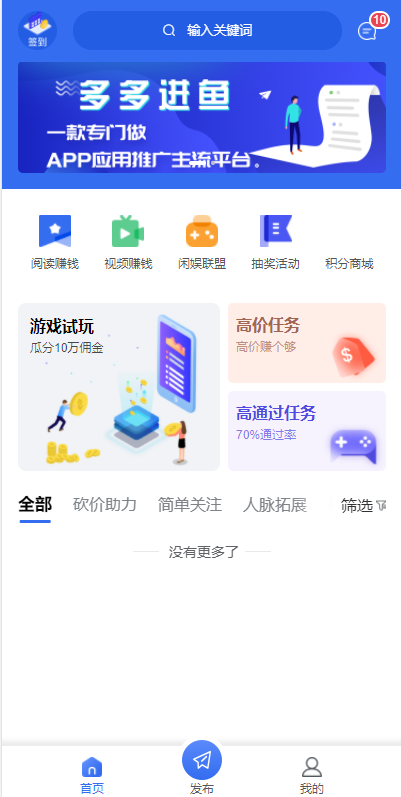 签到
输入关键词
10
多多进鱼
一款专门做
APP应用推广主流平台。
阅读赚钱
视频赚钱
闲娱联盟
抽奖活动
积分商城
游戏试玩
瓜分10万佣金
高价任务
高价赚个够
$
高通过任务
70%通过率
全部
砍价助力
简单关注
人脉拓展
筛选
没有更多了
首页
发布
我的